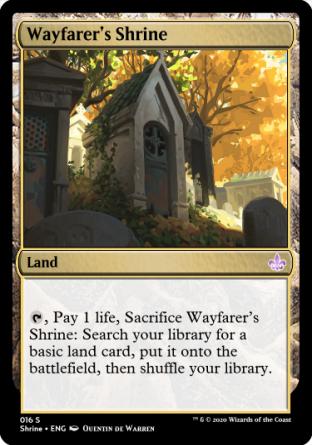 Wayfarer's Shrine
Land
, Pay 1 life, Sacrifice Wayfarer's
Shrine: Search your library for a
basic land card, put it onto the
battlefield, then shuffle your library.
016 S
Shrine • ENG Quentin de Warren
™ & © 2020 Wizards of the Coast